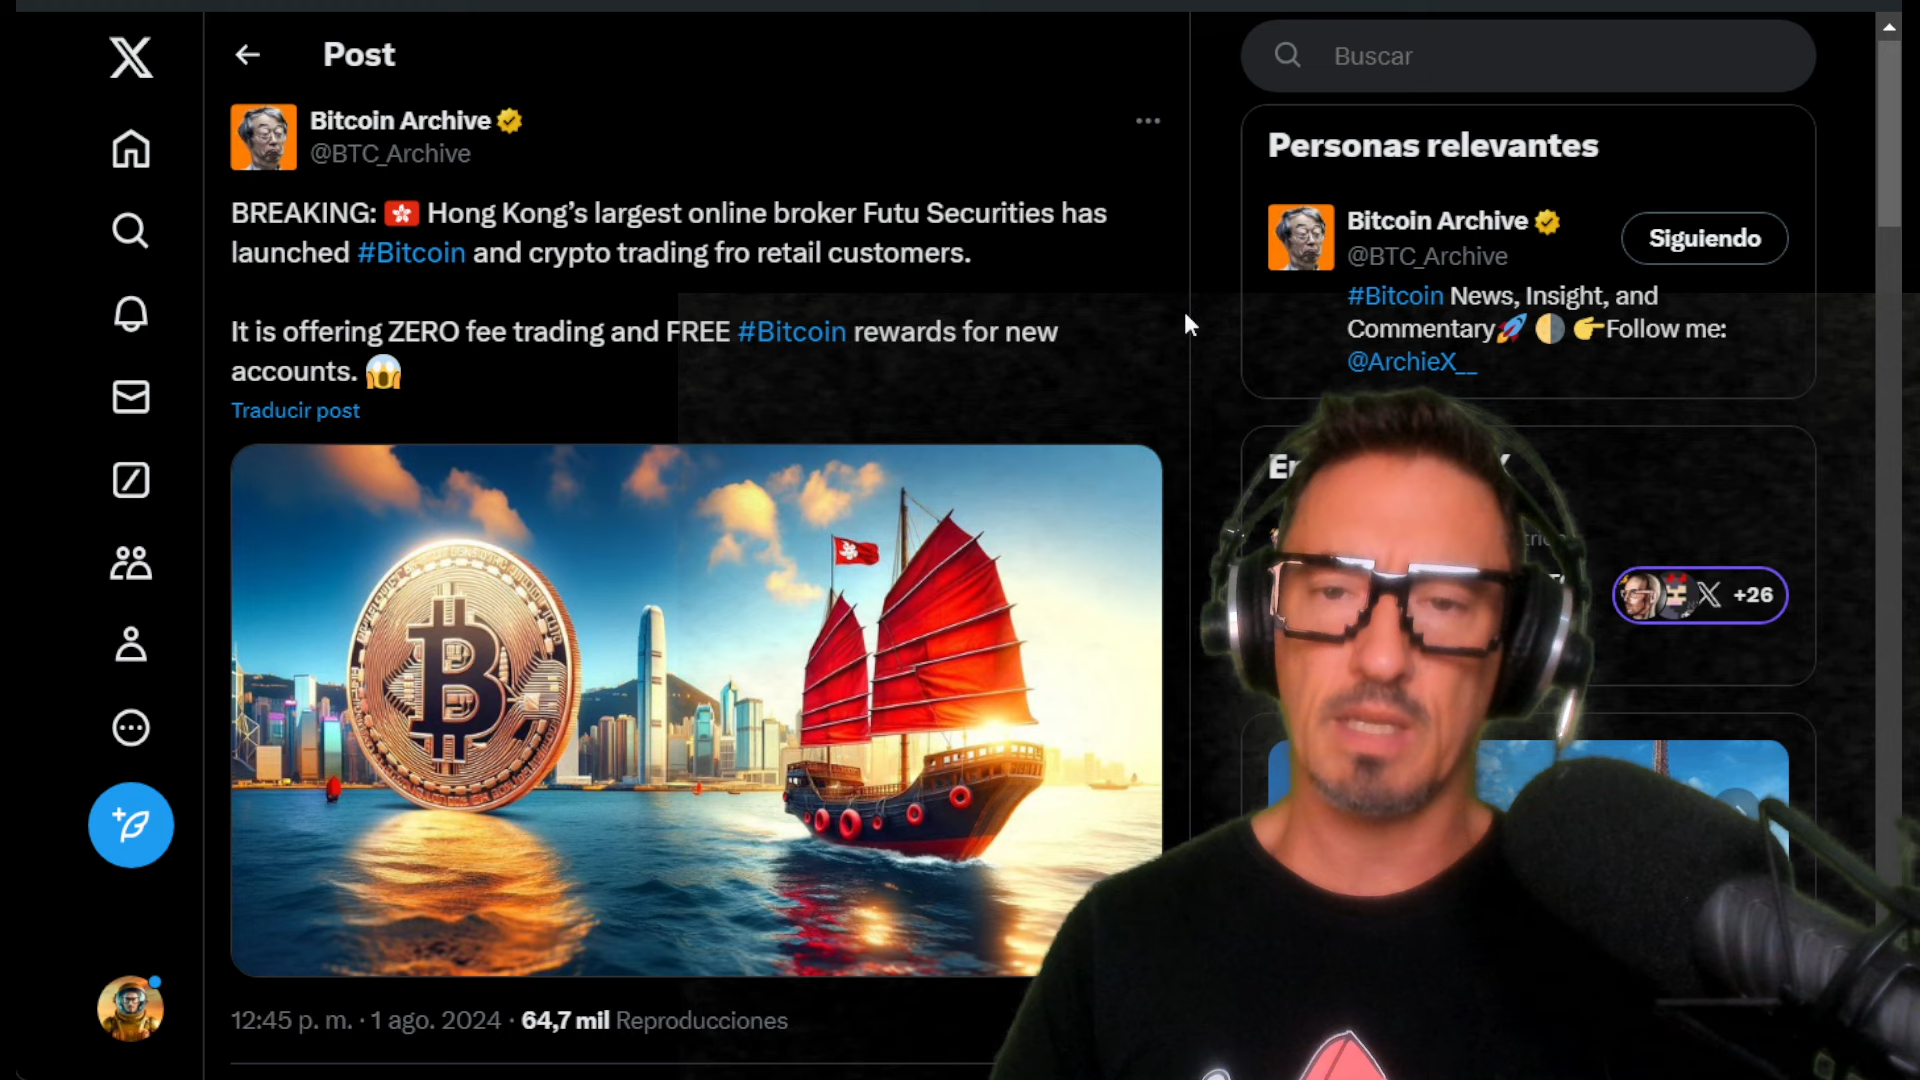 Post
Buscar
Bitcoin Archive
@BTC_Archive
BREAKING: 🇭🇰 Hong Kong’s largest online broker Futu Securities has
launched #Bitcoin and crypto trading fro retail customers.
It is offering ZERO fee trading and FREE #Bitcoin rewards for new
accounts. 😱
Traducir post
12:45 p. m. · 1 ago. 2024 · 64,7 mil Reproducciones
Personas relevantes
Bitcoin Archive
@BTC_Archive
Siguiendo
#Bitcoin News, Insight, and
Commentary🚀 🌗 👉Follow me:
@ArchieX__
+26